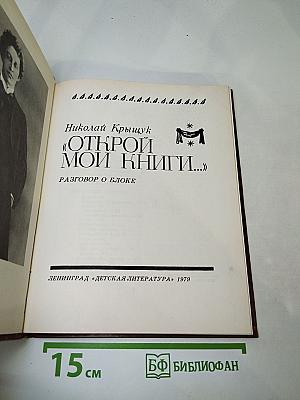 Николай Крыщук
«ОТКРОЙ
МОИ КНИГИ...»
РАЗГОВОР О БЛОКЕ
ЛЕНИНГРАД «ДЕТСКАЯ ЛИТЕРАТУРА» 1979
15 см
БФ БИБЛИОФАН